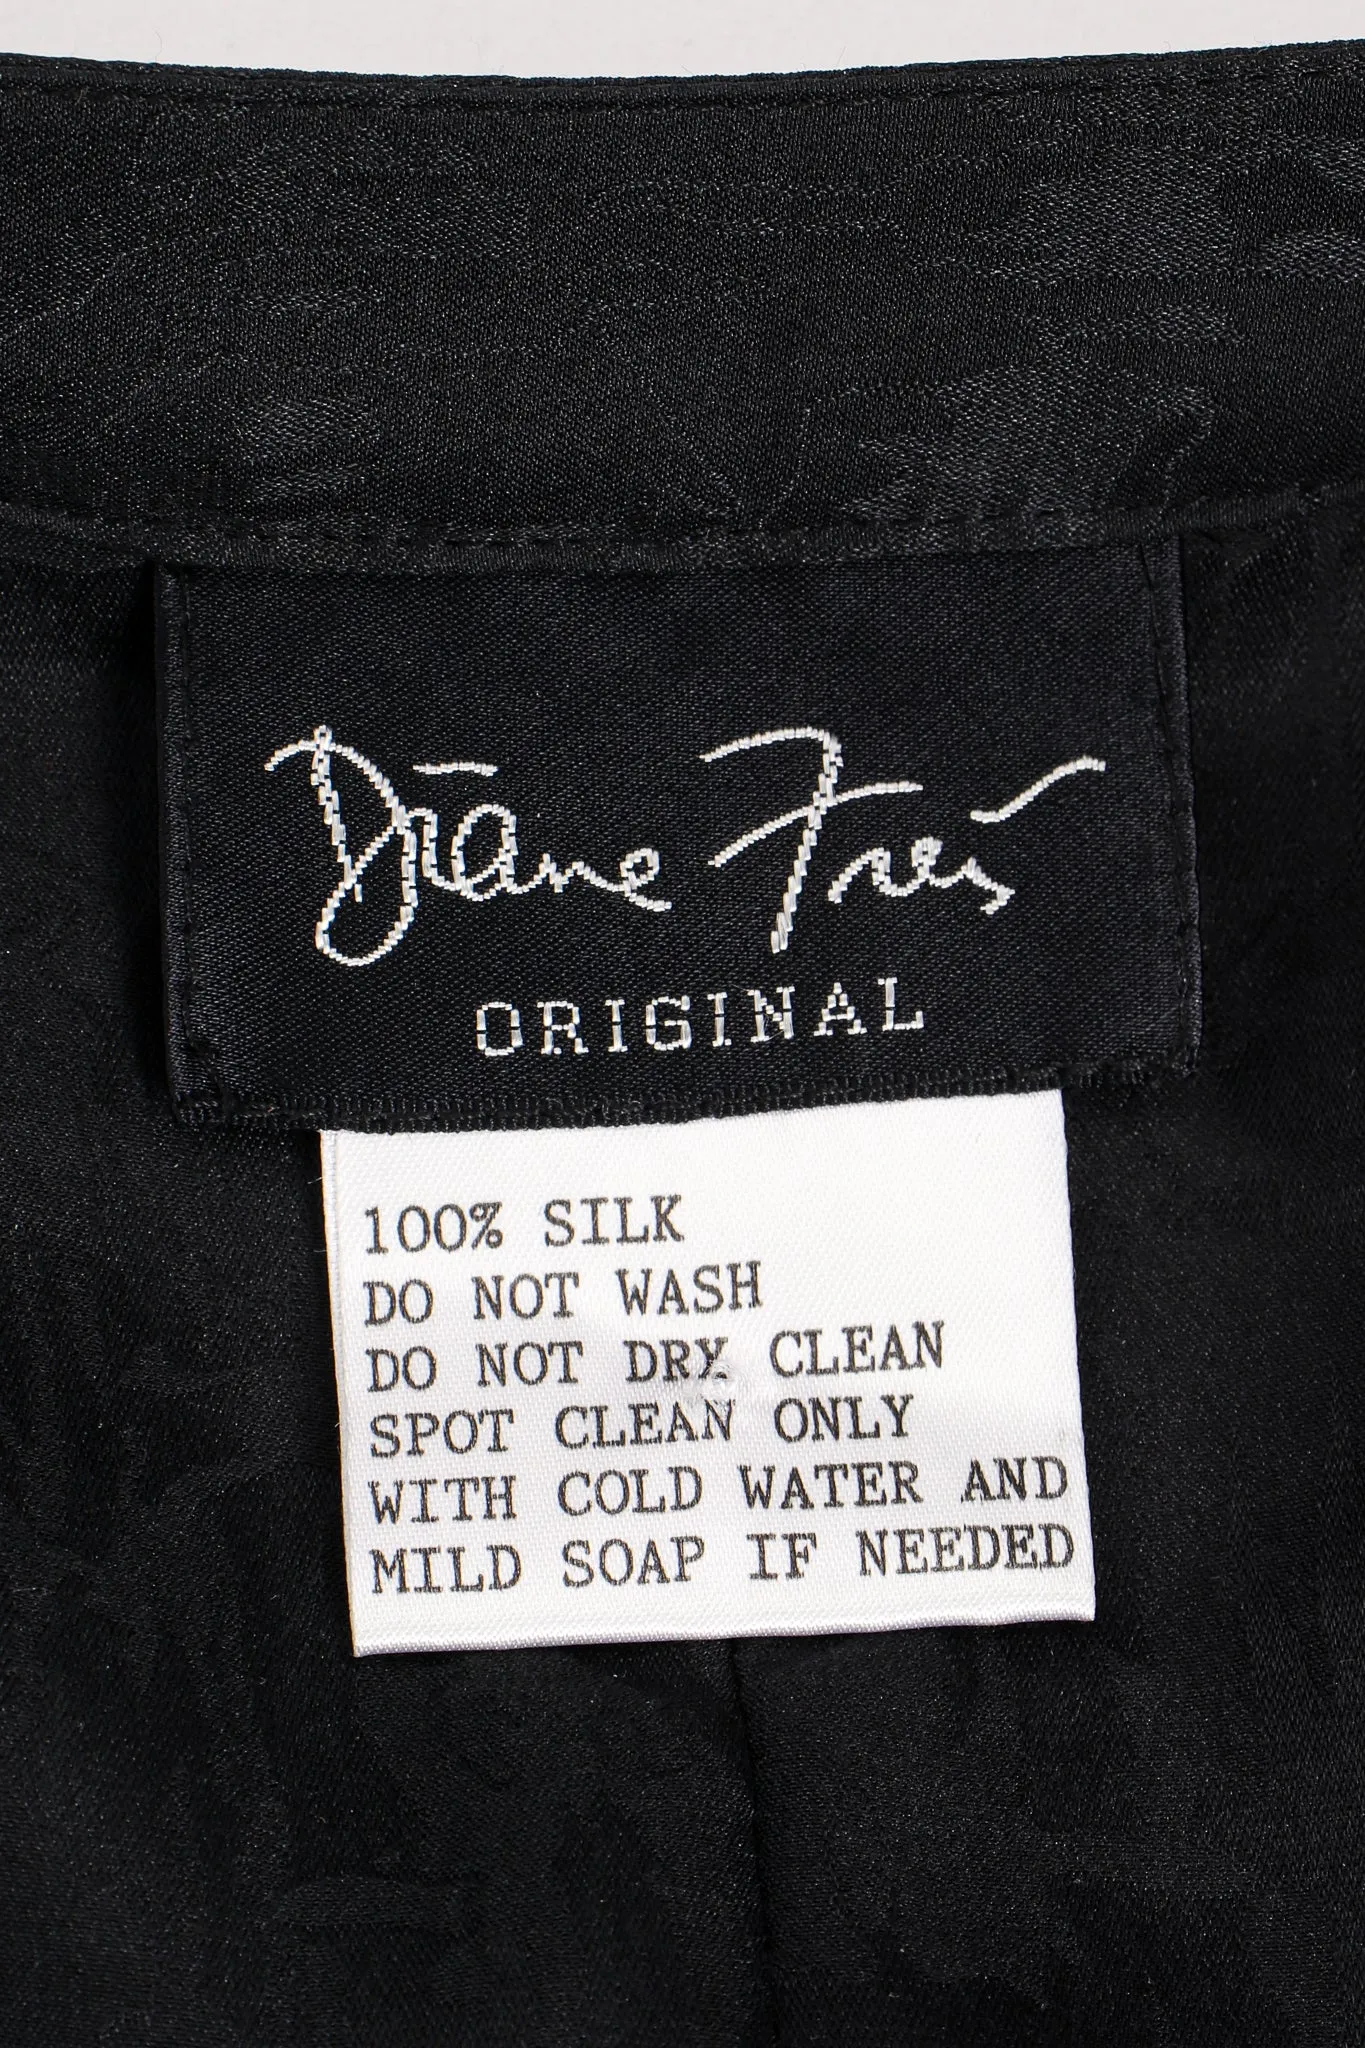 Diane Fres
ORIGINAL
100% SILK
DO NOT WASH
DO NOT DRY CLEAN
SPOT CLEAN ONLY
WITH COLD WATER AND
MILD SOAP IF NEEDED